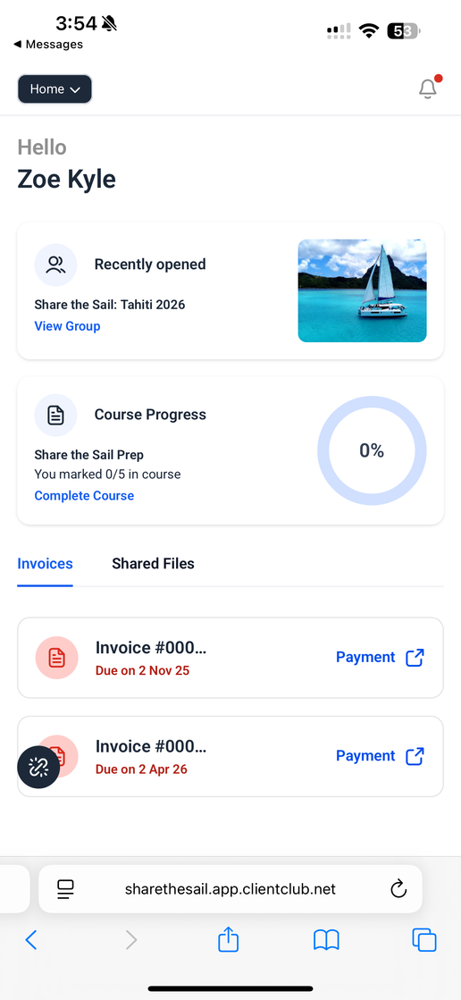 3:54
53
◀ Messages
Home
Hello
Zoe Kyle
Recently opened
Share the Sail: Tahiti 2026
View Group
Course Progress
Share the Sail Prep
You marked 0/5 in course
Complete Course
0%
Invoices
Shared Files
Invoice #000...
Due on 2 Nov 25
Payment
Invoice #000...
Due on 2 Apr 26
Payment
sharethesail.app.clientclub.net